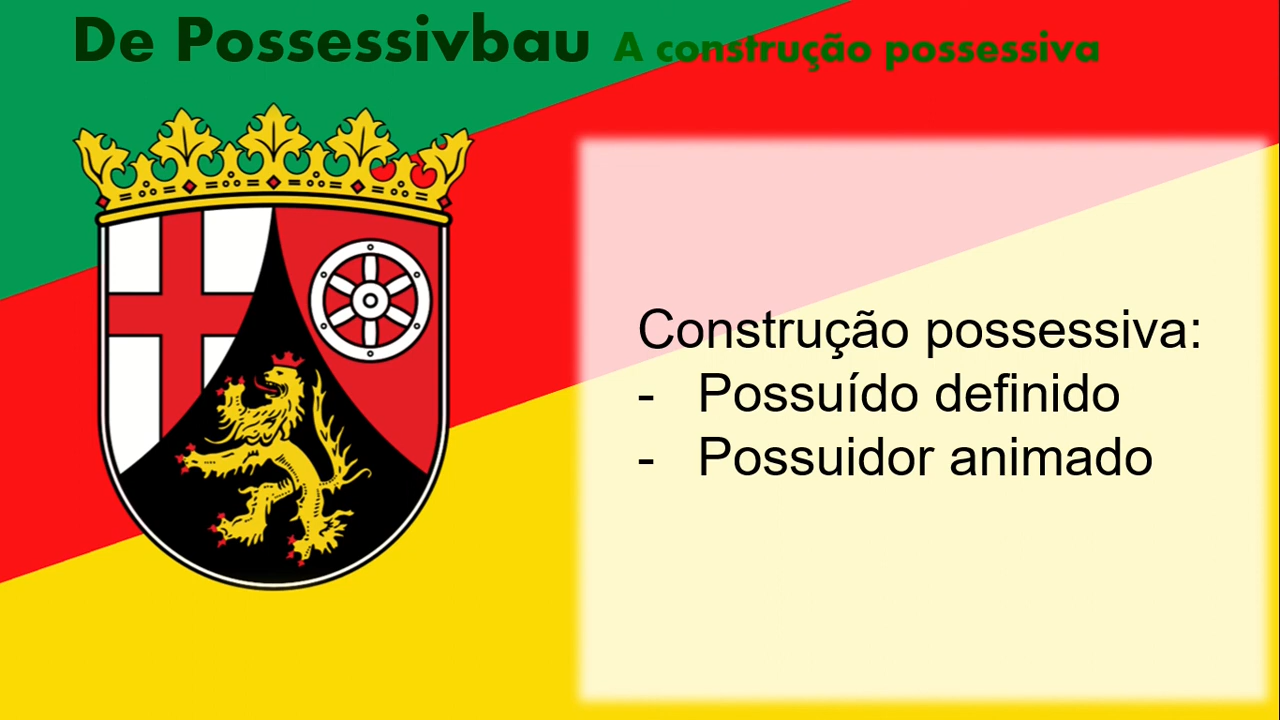 De Possessivbau A construção possessiva
Construção possessiva:
- Possuído definido
- Possuidor animado